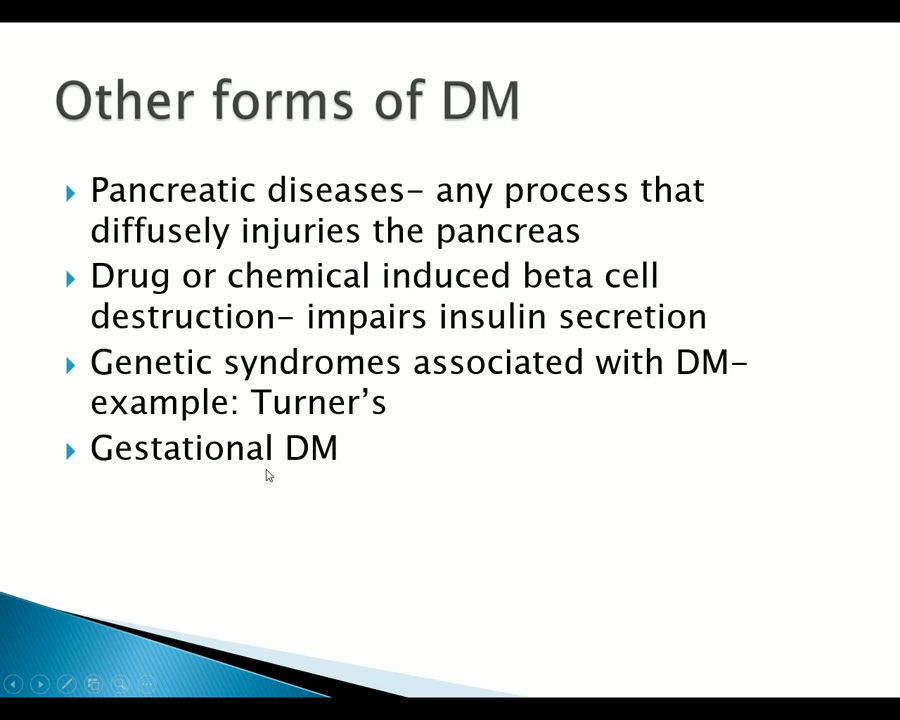 Other forms of DM
Pancreatic diseases– any process that
diffusely injuries the pancreas
Drug or chemical induced beta cell
destruction– impairs insulin secretion
Genetic syndromes associated with DM–
example: Turner’s
Gestational DM